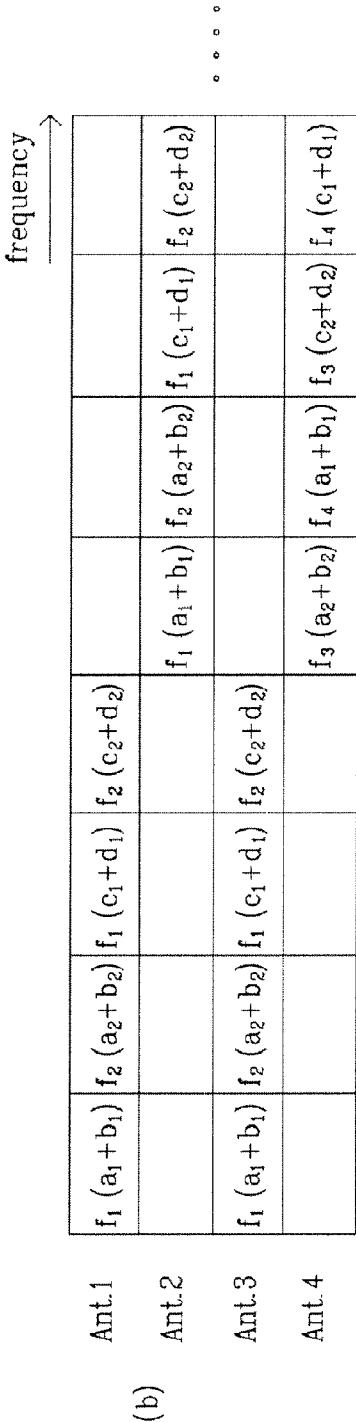 (b)
frequency
Ant.1 f₁ (a₁+b₁) f₂ (a₂+b₂) f₁ (c₁+d₁) f₂ (c₂+d₂)
Ant.2 f₁ (a₁+b₁) f₂ (a₂+b₂) f₁ (c₁+d₁) f₂ (c₂+d₂)
Ant.3 f₁ (a₁+b₁) f₂ (a₂+b₂) f₁ (c₁+d₁) f₂ (c₂+d₂)
Ant.4 f₃ (a₂+b₂) f₄ (a₁+b₁) f₃ (c₂+d₂) f₄ (c₁+d₁)